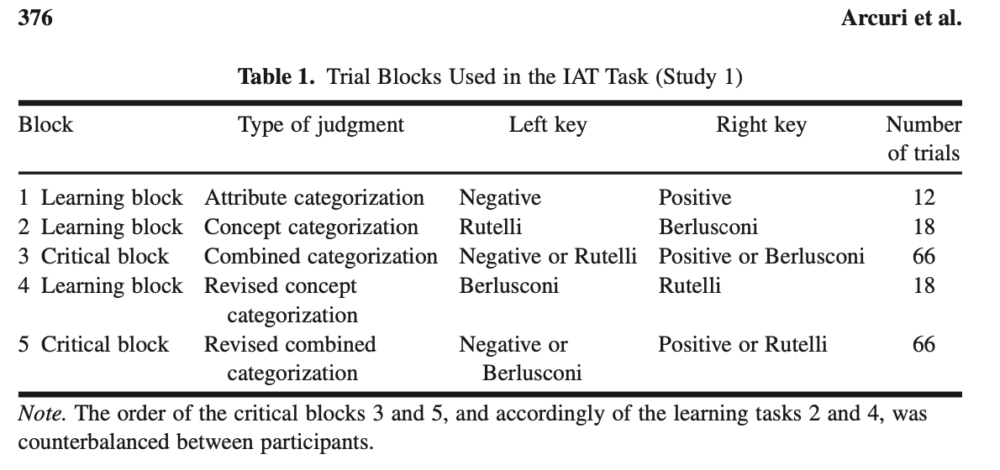 376 Arcuri et al.
Table 1. Trial Blocks Used in the IAT Task (Study 1)
Block Type of judgment Left key Right key Number
of trials
1 Learning block Attribute categorization Negative Positive 12
2 Learning block Concept categorization Rutelli Berlusconi 18
3 Critical block Combined categorization Negative or Rutelli Positive or Berlusconi 66
4 Learning block Revised concept Berlusconi Rutelli 18
categorization
5 Critical block Revised combined Negative or Positive or Rutelli 66
categorization Berlusconi
Note. The order of the critical blocks 3 and 5, and accordingly of the learning tasks 2 and 4, was
counterbalanced between participants.